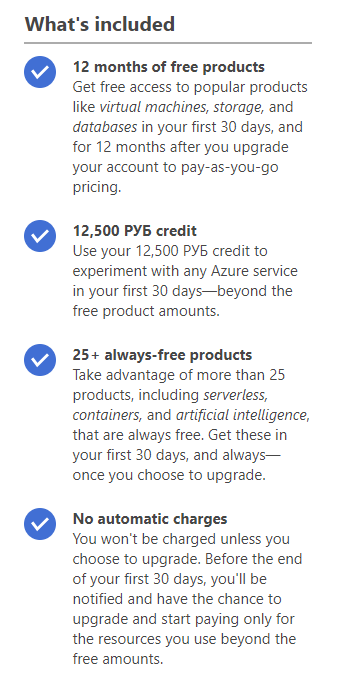 What's included
12 months of free products
Get free access to popular products
like virtual machines, storage, and
databases in your first 30 days, and
for 12 months after you upgrade
your account to pay-as-you-go
pricing.
12,500 РУБ credit
Use your 12,500 РУБ credit to
experiment with any Azure service
in your first 30 days—beyond the
free product amounts.
25+ always-free products
Take advantage of more than 25
products, including serverless,
containers, and artificial intelligence,
that are always free. Get these in
your first 30 days, and always—
once you choose to upgrade.
No automatic charges
You won't be charged unless you
choose to upgrade. Before the end
of your first 30 days, you'll be
notified and have the chance to
upgrade and start paying only for
the resources you use beyond the
free amounts.